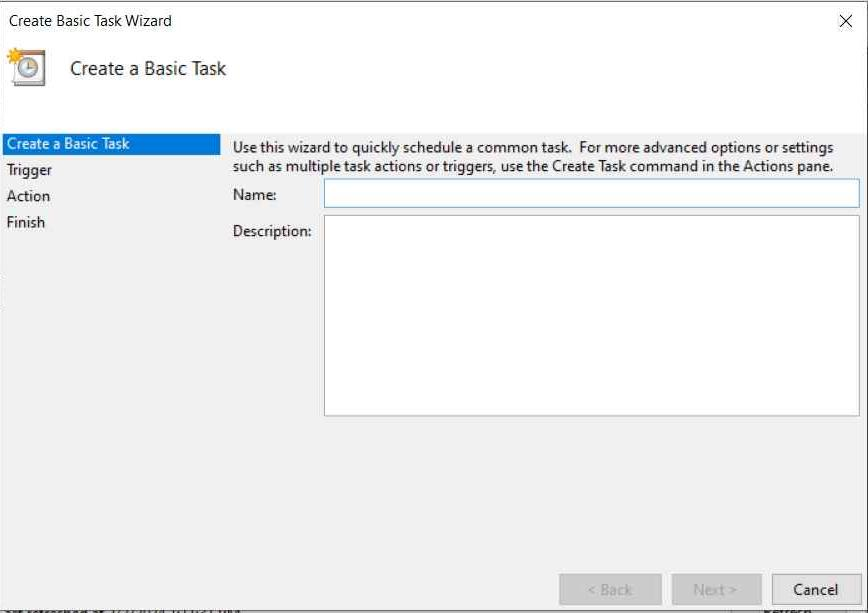 Create Basic Task Wizard
Create a Basic Task
Create a Basic Task
Use this wizard to quickly schedule a common task.  For more advanced options or settings
such as multiple task actions or triggers, use the Create Task command in the Actions pane.
Trigger
Name:
Action
Finish
Description:
< Back
Next >
Cancel